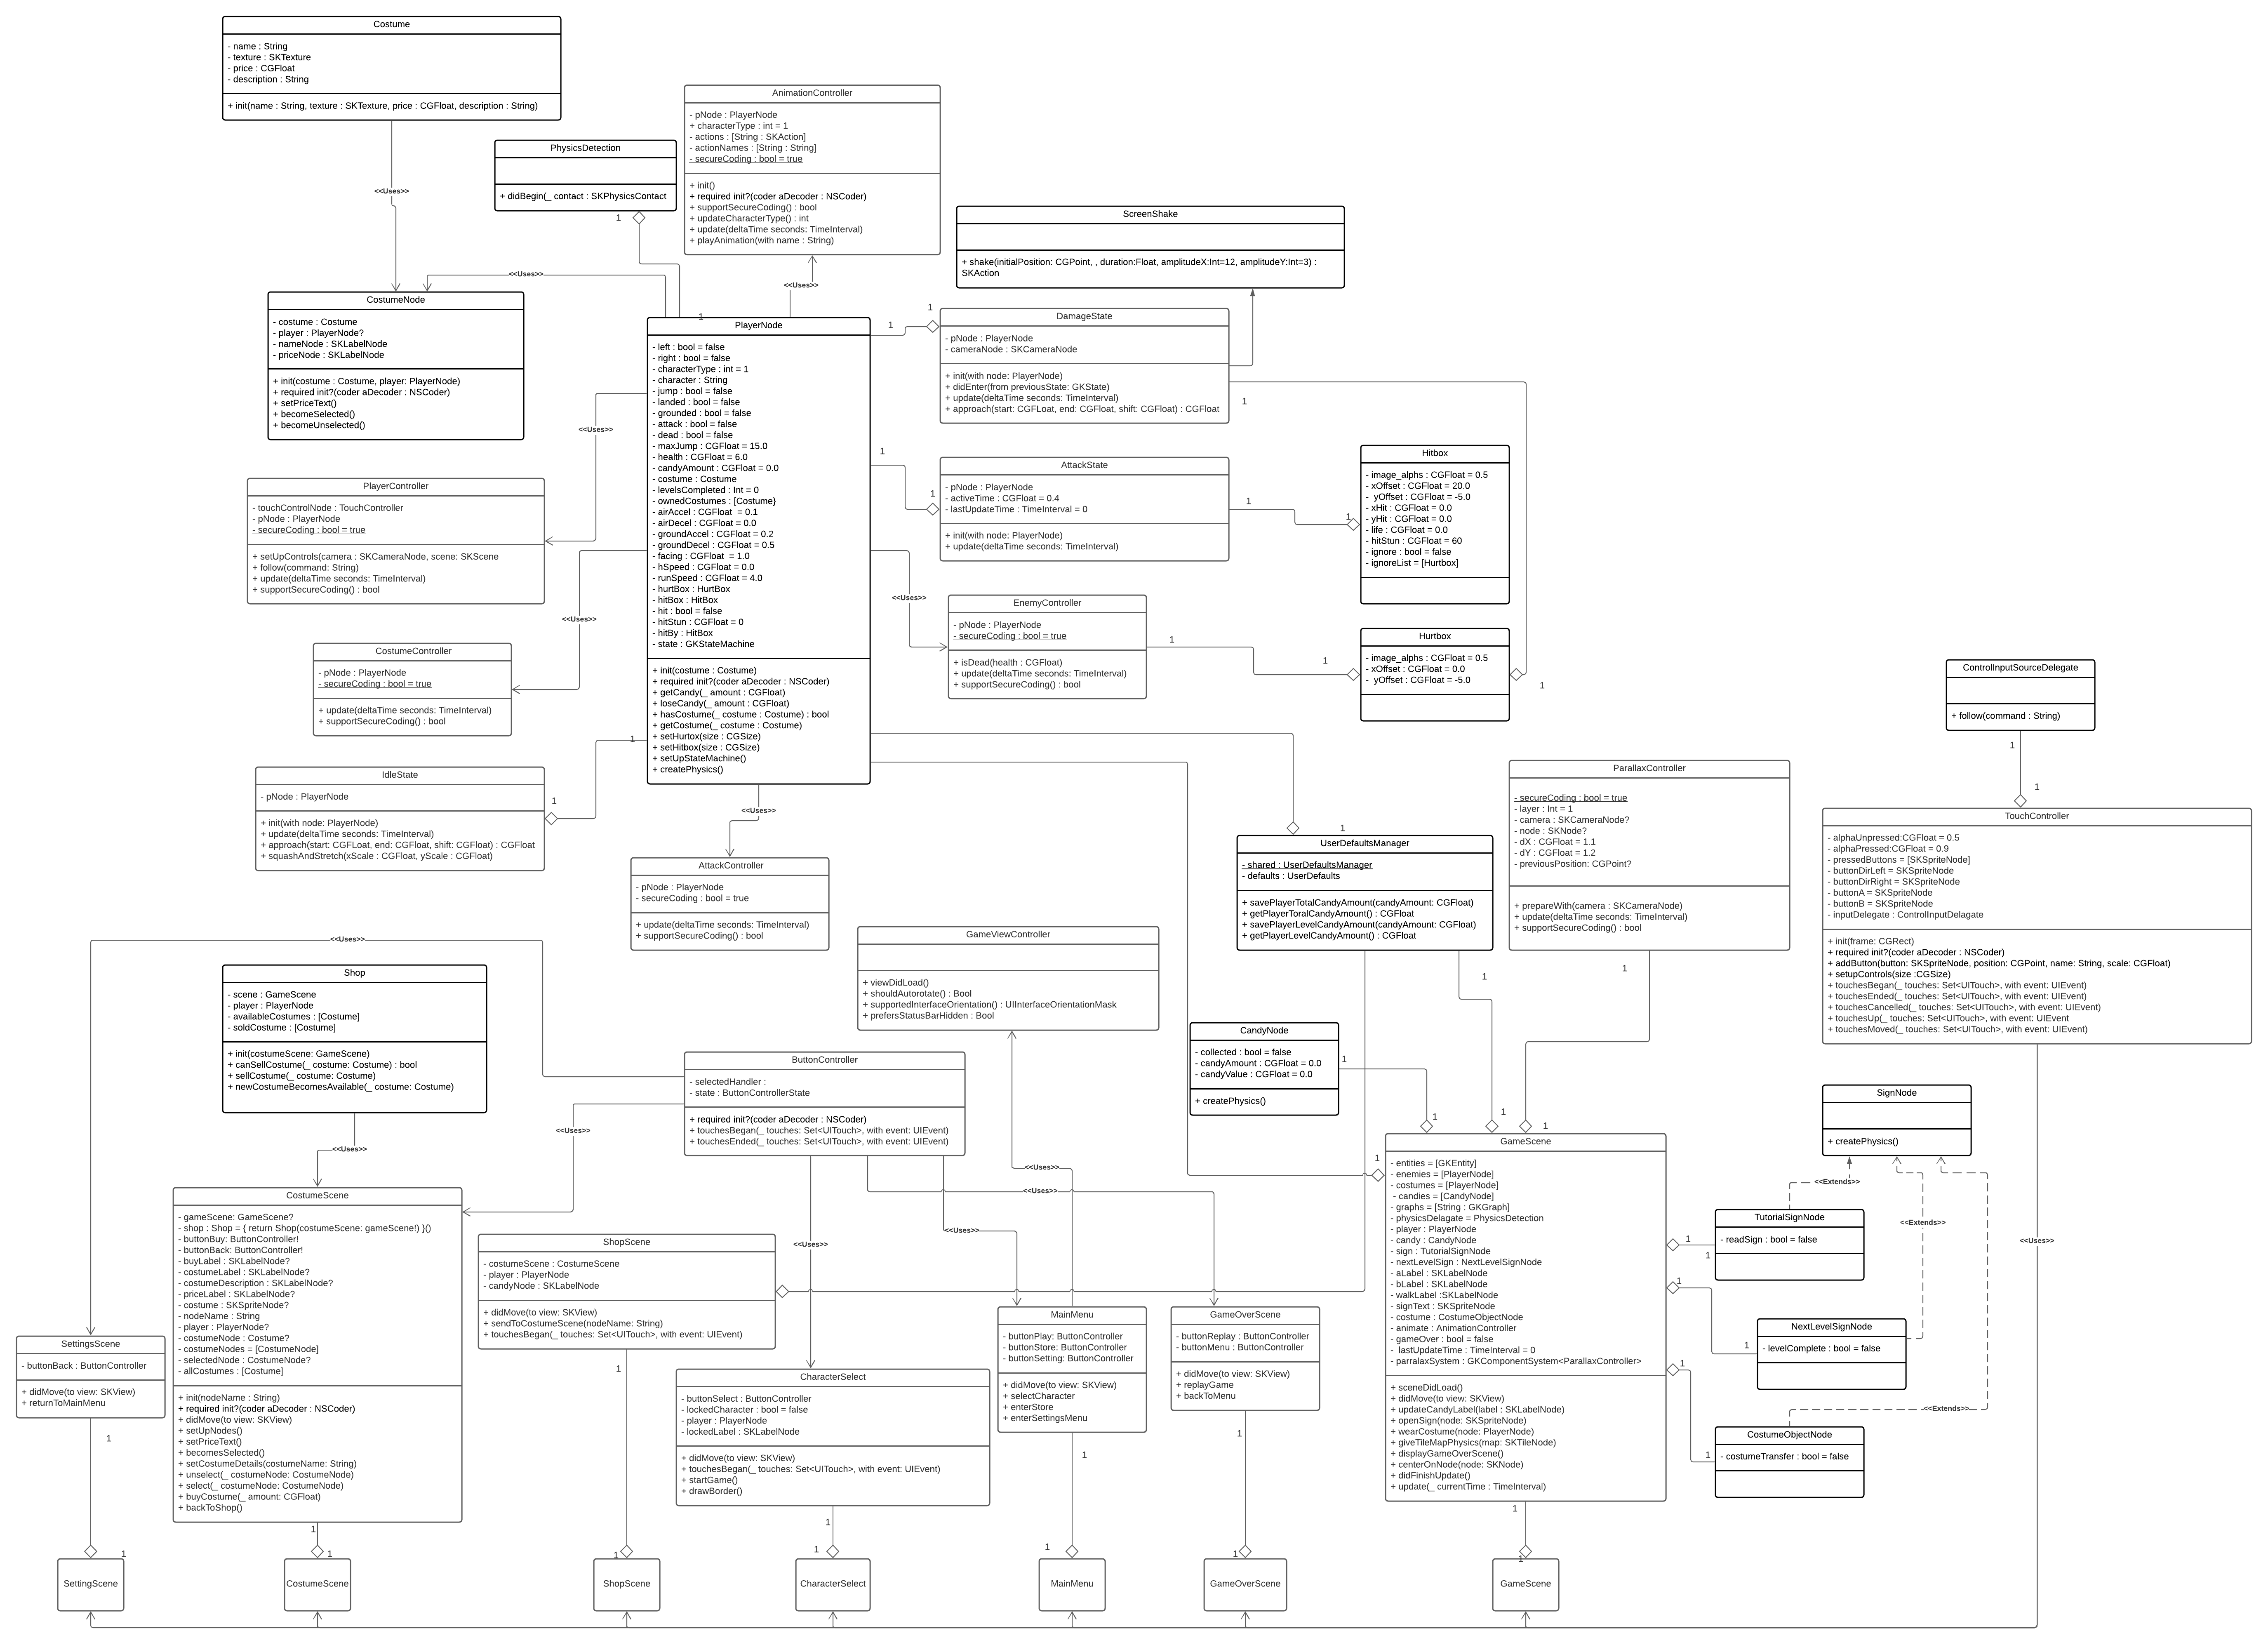 Costume
- name : String
- texture : SKTexture
- price : CGFloat
- description : String
+ init(name : String, texture : SKTexture, price : CGFloat, description : String)
<<Uses>>
PhysicsDetection
+ didBegin(_ contact : SKPhysicsContact
1
AnimationController
- pNode : PlayerNode
+ characterType : int = 1
- actions : [String : SKAction]
- actionNames : [String : String]
- secureCoding : bool = true
+ init()
+ required init?(coder aDecoder : NSCoder)
+ supportSecureCoding() : bool
+ updateCharacterType() : int
+ update(deltaTime seconds: TimeInterval)
+ playAnimation(with name : String)
<<Uses>>
<<Uses>>
ScreenShake
+ shake(initialPosition: CGPoint, , duration:Float, amplitudeX:Int=12, amplitudeY:Int=3) :
SKAction
CostumeNode
- costume : Costume
- player : PlayerNode?
- nameNode : SKLabelNode
- priceNode : SKLabelNode
+ init(costume : Costume, player: PlayerNode)
+ required init?(coder aDecoder : NSCoder)
+ setPriceText()
+ becomeSelected()
+ becomeUnselected()
1
PlayerNode
- left : bool = false
- right : bool = false
- characterType : int = 1
- character : String
- jump : bool = false
- landed : bool = false
- grounded : bool = false
- attack : bool = false
- dead : bool = false
- maxJump : CGFloat = 15.0
- health : CGFloat = 6.0
- candyAmount : CGFloat = 0.0
- costume : Costume
- levelsCompleted : Int = 0
- ownedCostumes : [Costume}
- airAccel : CGFloat  = 0.1
- airDecel : CGFloat = 0.0
- groundAccel : CGFloat = 0.2
- groundDecel : CGFloat = 0.5
- facing : CGFloat  = 1.0
- hSpeed : CGFloat = 0.0
- runSpeed : CGFloat = 4.0
- hurtBox : HurtBox
- hitBox : HitBox
- hit : bool = false
- hitStun : CGFloat = 0
- hitBy : HitBox
- state : GKStateMachine
+ init(costume : Costume)
+ required init?(coder aDecoder : NSCoder)
+ getCandy(_ amount : CGFloat)
+ loseCandy(_ amount : CGFloat)
+ hasCostume(_ costume : Costume) : bool
+ getCostume(_ costume : Costume)
+ setHurtox(size : CGSize)
+ setHitbox(size : CGSize)
+ setUpStateMachine()
+ createPhysics()
1
1
DamageState
- pNode : PlayerNode
- cameraNode : SKCameraNode
+ init(with node: PlayerNode)
+ didEnter(from previousState: GKState)
+ update(deltaTime seconds: TimeInterval)
+ approach(start: CGFLoat, end: CGFloat, shift: CGFloat) : CGFloat
1
1
1
AttackState
- pNode : PlayerNode
- activeTime : CGFloat = 0.4
- lastUpdateTime : TimeInterval = 0
+ init(with node: PlayerNode)
+ update(deltaTime seconds: TimeInterval)
1
1
Hitbox
- image_alphs : CGFloat = 0.5
- xOffset : CGFloat = 20.0
-  yOffset : CGFloat = -5.0
- xHit : CGFloat = 0.0
- yHit : CGFloat = 0.0
- life : CGFloat = 0.0
- hitStun : CGFloat = 60
- ignore : bool = false
- ignoreList = [Hurtbox]
<<Uses>>
PlayerController
- touchControlNode : TouchController
- pNode : PlayerNode
- secureCoding : bool = true
+ setUpControls(camera : SKCameraNode, scene: SKScene
+ follow(command: String)
+ update(deltaTime seconds: TimeInterval)
+ supportSecureCoding() : bool
<<Uses>>
<<Uses>>
EnemyController
- pNode : PlayerNode
- secureCoding : bool = true
+ isDead(health : CGFloat)
+ update(deltaTime seconds: TimeInterval)
+ supportSecureCoding() : bool
1
1
Hurtbox
- image_alphs : CGFloat = 0.5
- xOffset : CGFloat = 0.0
-  yOffset : CGFloat = -5.0
1
CostumeController
- pNode : PlayerNode
- secureCoding : bool = true
+ update(deltaTime seconds: TimeInterval)
+ supportSecureCoding() : bool
1
1
IdleState
- pNode : PlayerNode
+ init(with node: PlayerNode)
+ update(deltaTime seconds: TimeInterval)
+ approach(start: CGFLoat, end: CGFloat, shift: CGFloat) : CGFloat
+ squashAndStretch(xScale : CGFloat, yScale : CGFloat)
<<Uses>>
AttackController
- pNode : PlayerNode
- secureCoding : bool = true
+ update(deltaTime seconds: TimeInterval)
+ supportSecureCoding() : bool
ControlInputSourceDelegate
+ follow(command : String)
1
1
ParallaxController
- secureCoding : bool = true
- layer : Int = 1
- camera : SKCameraNode?
- node : SKNode?
- dX : CGFloat = 1.1
- dY : CGFloat = 1.2
- previousPosition: CGPoint?
+ prepareWith(camera : SKCameraNode)
+ update(deltaTime seconds: TimeInterval)
+ supportSecureCoding() : bool
1
TouchController
- alphaUnpressed:CGFloat = 0.5
- alphaPressed:CGFloat = 0.9
- pressedButtons = [SKSpriteNode]
- buttonDirLeft = SKSpriteNode
- buttonDirRight = SKSpriteNode
- buttonA = SKSpriteNode
- buttonB = SKSpriteNode
- inputDelegate : ControlInputDelagate
+ init(frame: CGRect)
+ required init?(coder aDecoder : NSCoder)
+ addButton(button: SKSpriteNode, position: CGPoint, name: String, scale: CGFloat)
+ setupControls(size :CGSize)
+ touchesBegan(_ touches: Set<UITouch>, with event: UIEvent)
+ touchesEnded(_ touches: Set<UITouch>, with event: UIEvent)
+ touchesCancelled(_ touches: Set<UITouch>, with event: UIEvent)
+ touchesUp(_ touches: Set<UITouch>, with event: UIEvent
+ touchesMoved(_ touches: Set<UITouch>, with event: UIEvent)
1
UserDefaultsManager
- shared : UserDefaultsManager
- defaults : UserDefaults
+ savePlayerTotalCandyAmount(candyAmount: CGFloat)
+ getPlayerToralCandyAmount() : CGFloat
+ savePlayerLevelCandyAmount(candyAmount: CGFloat)
+ getPlayerLevelCandyAmount() : CGFloat
1
<<Uses>>
Shop
- scene : GameScene
- player : PlayerNode
- availableCostumes : [Costume]
- soldCostume : [Costume]
+ init(costumeScene: GameScene)
+ canSellCostume(_ costume: Costume) : bool
+ sellCostume(_ costume: Costume)
+ newCostumeBecomesAvailable(_ costume: Costume)
<<Uses>>
GameViewController
+ viewDidLoad()
+ shouldAutorotate() : Bool
+ supportedInterfaceOrientation() : UIInterfaceOrientationMask
+ prefersStatusBarHidden : Bool
<<Uses>>
CandyNode
- collected : bool = false
- candyAmount : CGFloat = 0.0
- candyValue : CGFloat = 0.0
+ createPhysics()
1
1
1
1
1
ButtonController
- selectedHandler :
- state : ButtonControllerState
+ required init?(coder aDecoder : NSCoder)
+ touchesBegan(_ touches: Set<UITouch>, with event: UIEvent)
+ touchesEnded(_ touches: Set<UITouch>, with event: UIEvent)
<<Uses>>
<<Uses>>
<<Uses>>
<<Uses>>
SignNode
+ createPhysics()
<<Extends>>
<<Extends>>
<<Extends>>
<<Uses>>
GameScene
- entities = [GKEntity]
- enemies = [PlayerNode]
- costumes = [PlayerNode]
- candies = [CandyNode]
- graphs = [String : GKGraph]
- physicsDelagate = PhysicsDetection
- player : PlayerNode
- candy : CandyNode
- sign : TutorialSignNode
- nextLevelSign : NextLevelSignNode
- aLabel : SKLabelNode
- bLabel : SKLabelNode
- walkLabel :SKLabelNode
- signText : SKSpriteNode
- costume : CostumeObjectNode
- animate : AnimationController
- gameOver : bool = false
-  lastUpdateTime : TimeInterval = 0
- parralaxSystem : GKComponentSystem<ParallaxController>
+ sceneDidLoad()
+ didMove(to view: SKView)
+ updateCandyLabel(label : SKLabelNode)
+ openSign(node: SKSpriteNode)
+ wearCostume(node: PlayerNode)
+ giveTileMapPhysics(map: SKTileNode)
+ displayGameOverScene()
+ centerOnNode(node: SKNode)
+ didFinishUpdate()
+ update(_ currentTime : TimeInterval)
1
1
TutorialSignNode
- readSign : bool = false
1
NextLevelSignNode
- levelComplete : bool = false
1
1
CostumeObjectNode
- costumeTransfer : bool = false
CostumeScene
- gameScene: GameScene?
- shop : Shop = { return Shop(costumeScene: gameScene!) }()
- buttonBuy: ButtonController!
- buttonBack: ButtonController!
- buyLabel : SKLabelNode?
- costumeLabel : SKLabelNode?
- costumeDescription : SKLabelNode?
- priceLabel : SKLabelNode?
- costume : SKSpriteNode?
- nodeName : String
- player : PlayerNode?
- costumeNode : Costume?
- costumeNodes = [CostumeNode]
- selectedNode : CostumeNode?
- allCostumes : [Costume]
+ init(nodeName : String)
+ required init?(coder aDecoder : NSCoder)
+ didMove(to view: SKView)
+ setUpNodes()
+ setPriceText()
+ becomesSelected()
+ setCostumeDetails(costumeName: String)
+ unselect(_ costumeNode: CostumeNode)
+ select(_ costumeNode: CostumeNode)
+ buyCostume(_ amount: CGFloat)
+ backToShop()
ShopScene
- costumeScene : CostumeScene
- player : PlayerNode
- candyNode : SKLabelNode
+ didMove(to view: SKView)
+ sendToCostumeScene(nodeName: String)
+ touchesBegan(_ touches: Set<UITouch>, with event: UIEvent)
SettingsScene
- buttonBack : ButtonController
+ didMove(to view: SKView)
+ returnToMainMenu
CharacterSelect
- buttonSelect : ButtonController
- lockedCharacter : bool = false
- player : PlayerNode
- lockedLabel : SKLabelNode
+ didMove(to view: SKView)
+ touchesBegan(_ touches: Set<UITouch>, with event: UIEvent)
+ startGame()
+ drawBorder()
MainMenu
- buttonPlay: ButtonController
- buttonStore: ButtonController
- buttonSetting: ButtonController
+ didMove(to view: SKView)
+ selectCharacter
+ enterStore
+ enterSettingsMenu
GameOverScene
- buttonReplay : ButtonController
- buttonMenu : ButtonController
+ didMove(to view: SKView)
+ replayGame
+ backToMenu
1
1
1
1
1
1
1
1
1
1
1
1
1
1
SettingScene
CostumeScene
ShopScene
CharacterSelect
MainMenu
GameOverScene
GameScene